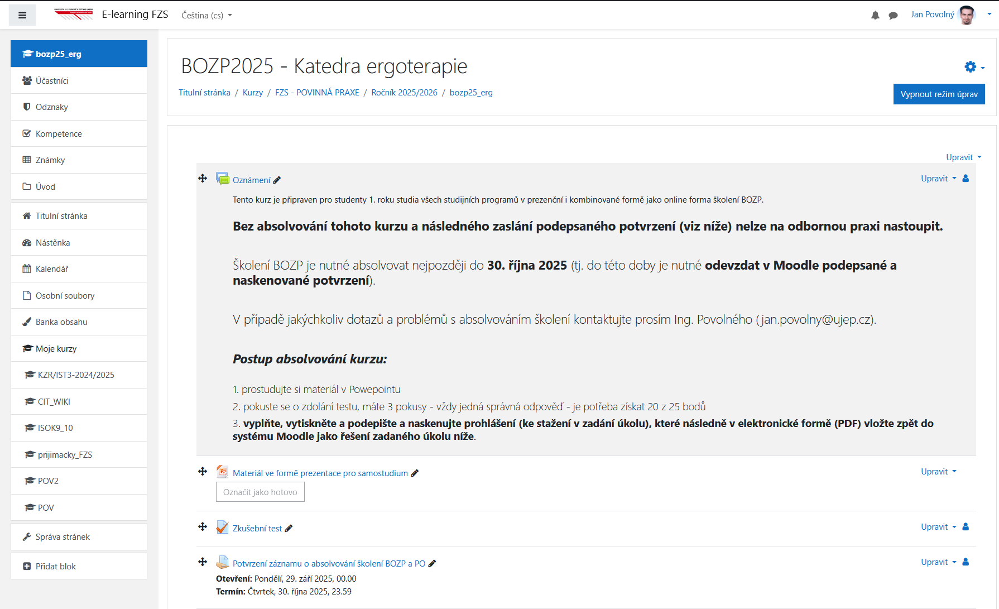 UNIVERZITA J. E. PURKYNĚ V ÚSTÍ NAD LABEM
Fakulta zdravotnických studií
E-learning FZS
Čeština (cs)
Jan Povolný
bozp25_erg
Účastníci
Odznaky
Kompetence
Známky
Úvod
Titulní stránka
Nástěnka
Kalendář
Osobní soubory
Banka obsahu
Moje kurzy
KZR/IST3-2024/2025
CIT_WIKI
ISOK9_10
prijimacky_FZS
POV2
POV
Správa stránek
Přidat blok
BOZP2025 - Katedra ergoterapie
Titulní stránka / Kurzy / FZS - POVINNÁ PRAXE / Ročník 2025/2026 / bozp25_erg
Vypnout režim úprav
Upravit
Oznámení
Upravit
Tento kurz je připraven pro studenty 1. roku studia všech studijních programů v prezenční i kombinované formě jako online forma školení BOZP.
Bez absolvování tohoto kurzu a následného zaslání podepsaného potvrzení (viz níže) nelze na odbornou praxi nastoupit.
Školení BOZP je nutné absolvovat nejpozději do 30. října 2025 (tj. do této doby je nutné odevzdat v Moodle podepsané a
naskenované potvrzení).
V případě jakýchkoliv dotazů a problémů s absolvováním školení kontaktujte prosím Ing. Povolného (jan.povolny@ujep.cz).
Postup absolvování kurzu:
1. prostudujte si materiál v Powepointu
2. pokuste se o zdolání testu, máte 3 pokusy - vždy jedná správná odpověď - je potřeba získat 20 z 25 bodů
3. vyplňte, vytiskněte a podepište a naskenujte prohlášení (ke stažení v zadání úkolu), které následně v elektronické formě (PDF) vložte zpět do
systému Moodle jako řešení zadaného úkolu níže.
Materiál ve formě prezentace pro samostudium
Upravit
Označit jako hotovo
Zkušební test
Upravit
Potvrzení záznamu o absolvování školení BOZP a PO
Upravit
Otevření: Pondělí, 29. září 2025, 00.00
Termín: Čtvrtek, 30. října 2025, 23.59